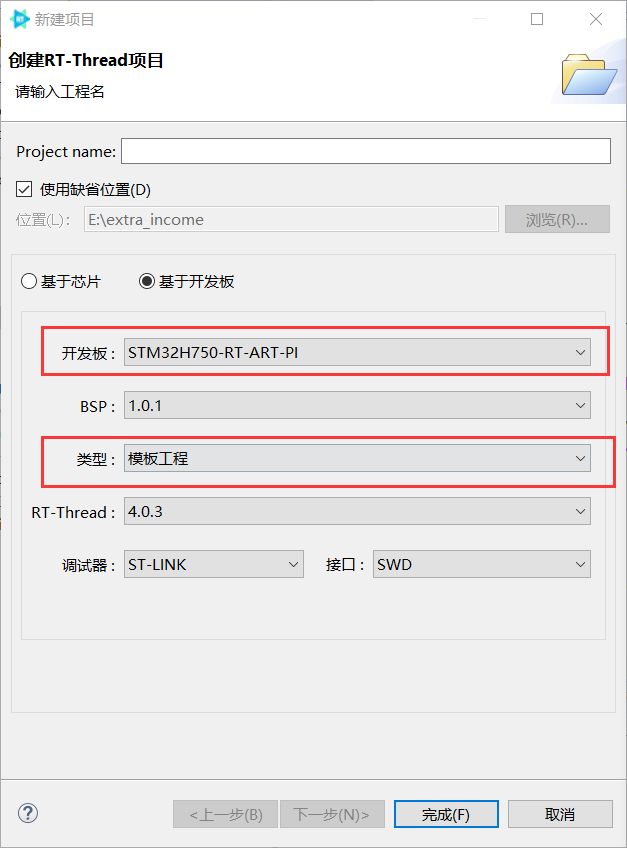 RT 新建项目
创建RT-Thread项目
请输入工程名
Project name:
使用缺省位置(D)
位置(L): E:\extra_income 浏览(R)...
基于芯片 基于开发板
开发板: STM32H750-RT-ART-PI
BSP: 1.0.1
类型: 模板工程
RT-Thread: 4.0.3
调试器: ST-LINK 接口: SWD
? <上一步(B) 下一步(N)> 完成(F) 取消